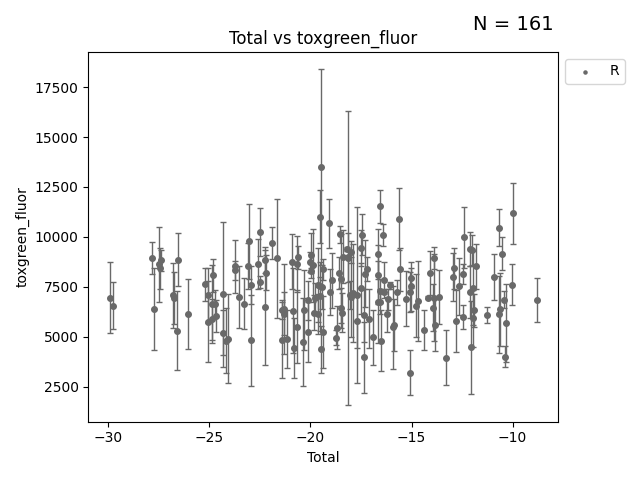 N = 161
Total vs toxgreen_fluor
R
toxgreen_fluor
17500
15000
12500
10000
7500
5000
2500
−30 −25 −20 −15 −10
Total